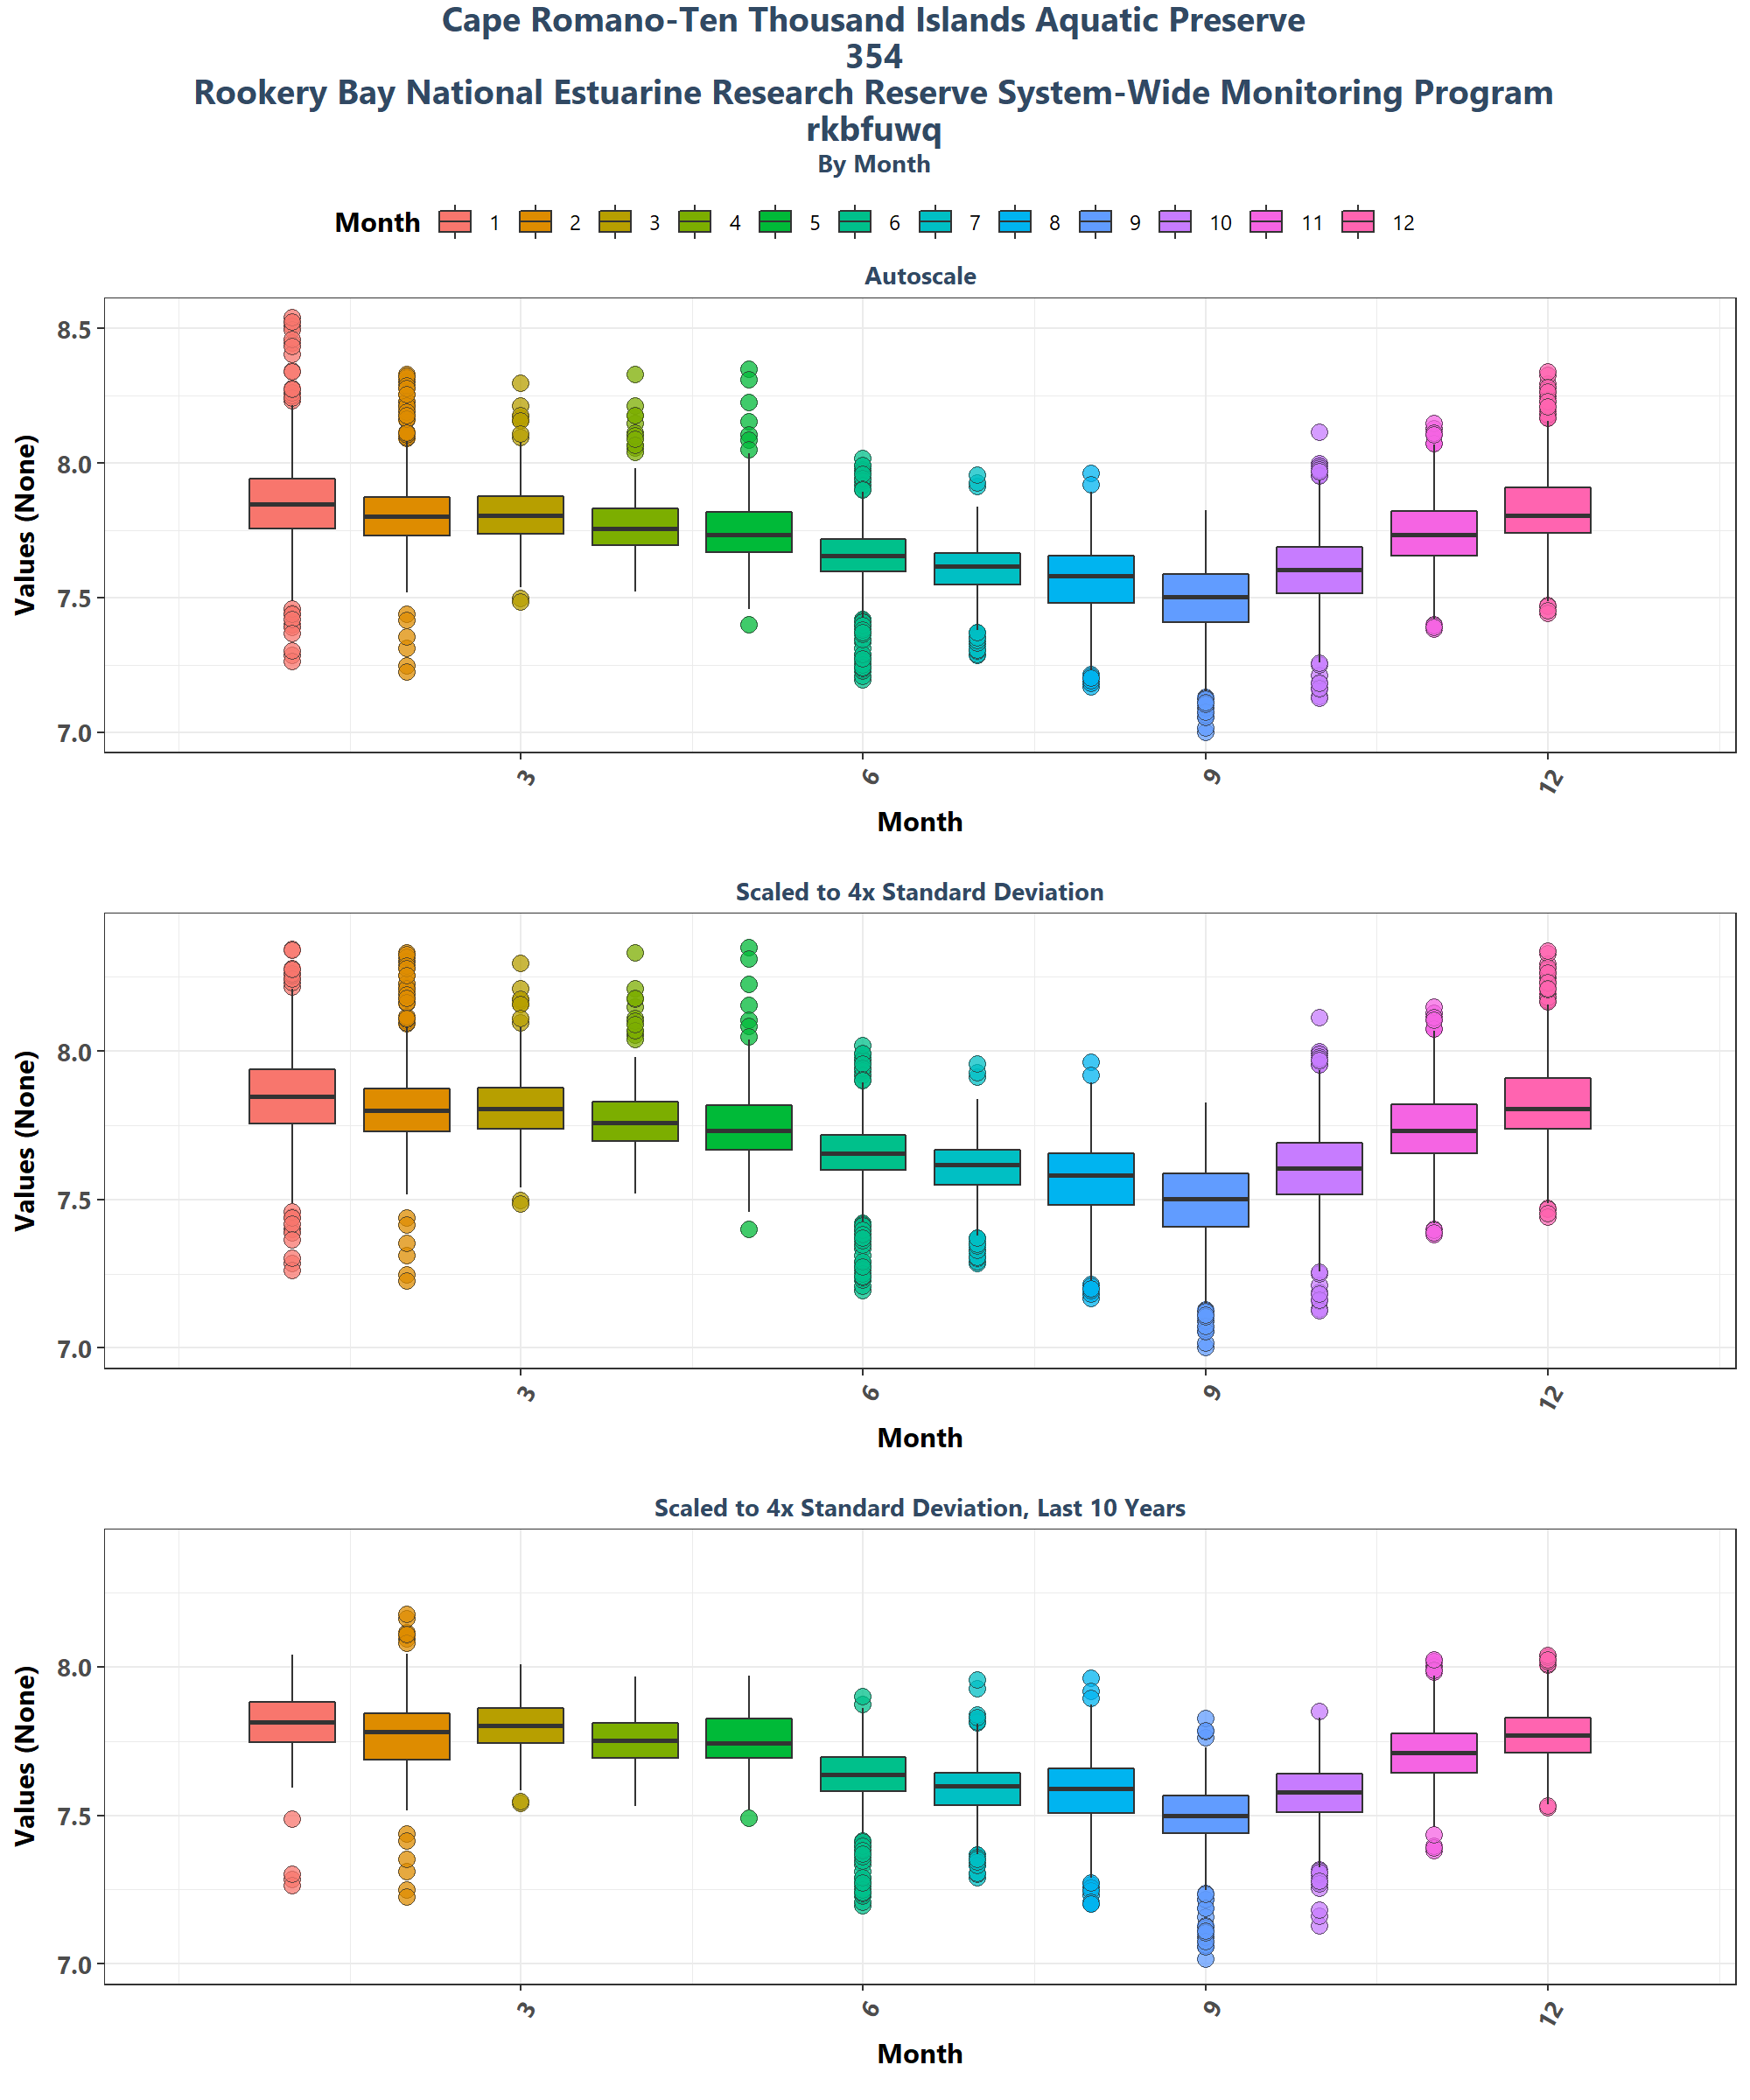 Cape Romano-Ten Thousand Islands Aquatic Preserve
354
Rookery Bay National Estuarine Research Reserve System-Wide Monitoring Program
rkbfuwq
By Month
Month 1 2 3 4 5 6 7 8 9 10 11 12
Autoscale
Values (None)
8.5
8.0
7.5
7.0
3 6 9 12
Month
Scaled to 4x Standard Deviation
Values (None)
8.0
7.5
7.0
3 6 9 12
Month
Scaled to 4x Standard Deviation, Last 10 Years
Values (None)
8.0
7.5
7.0
3 6 9 12
Month